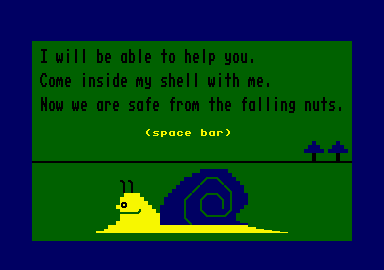 I will be able to help you.
Come inside my shell with me.
Now we are safe from the falling nuts.
(space bar)